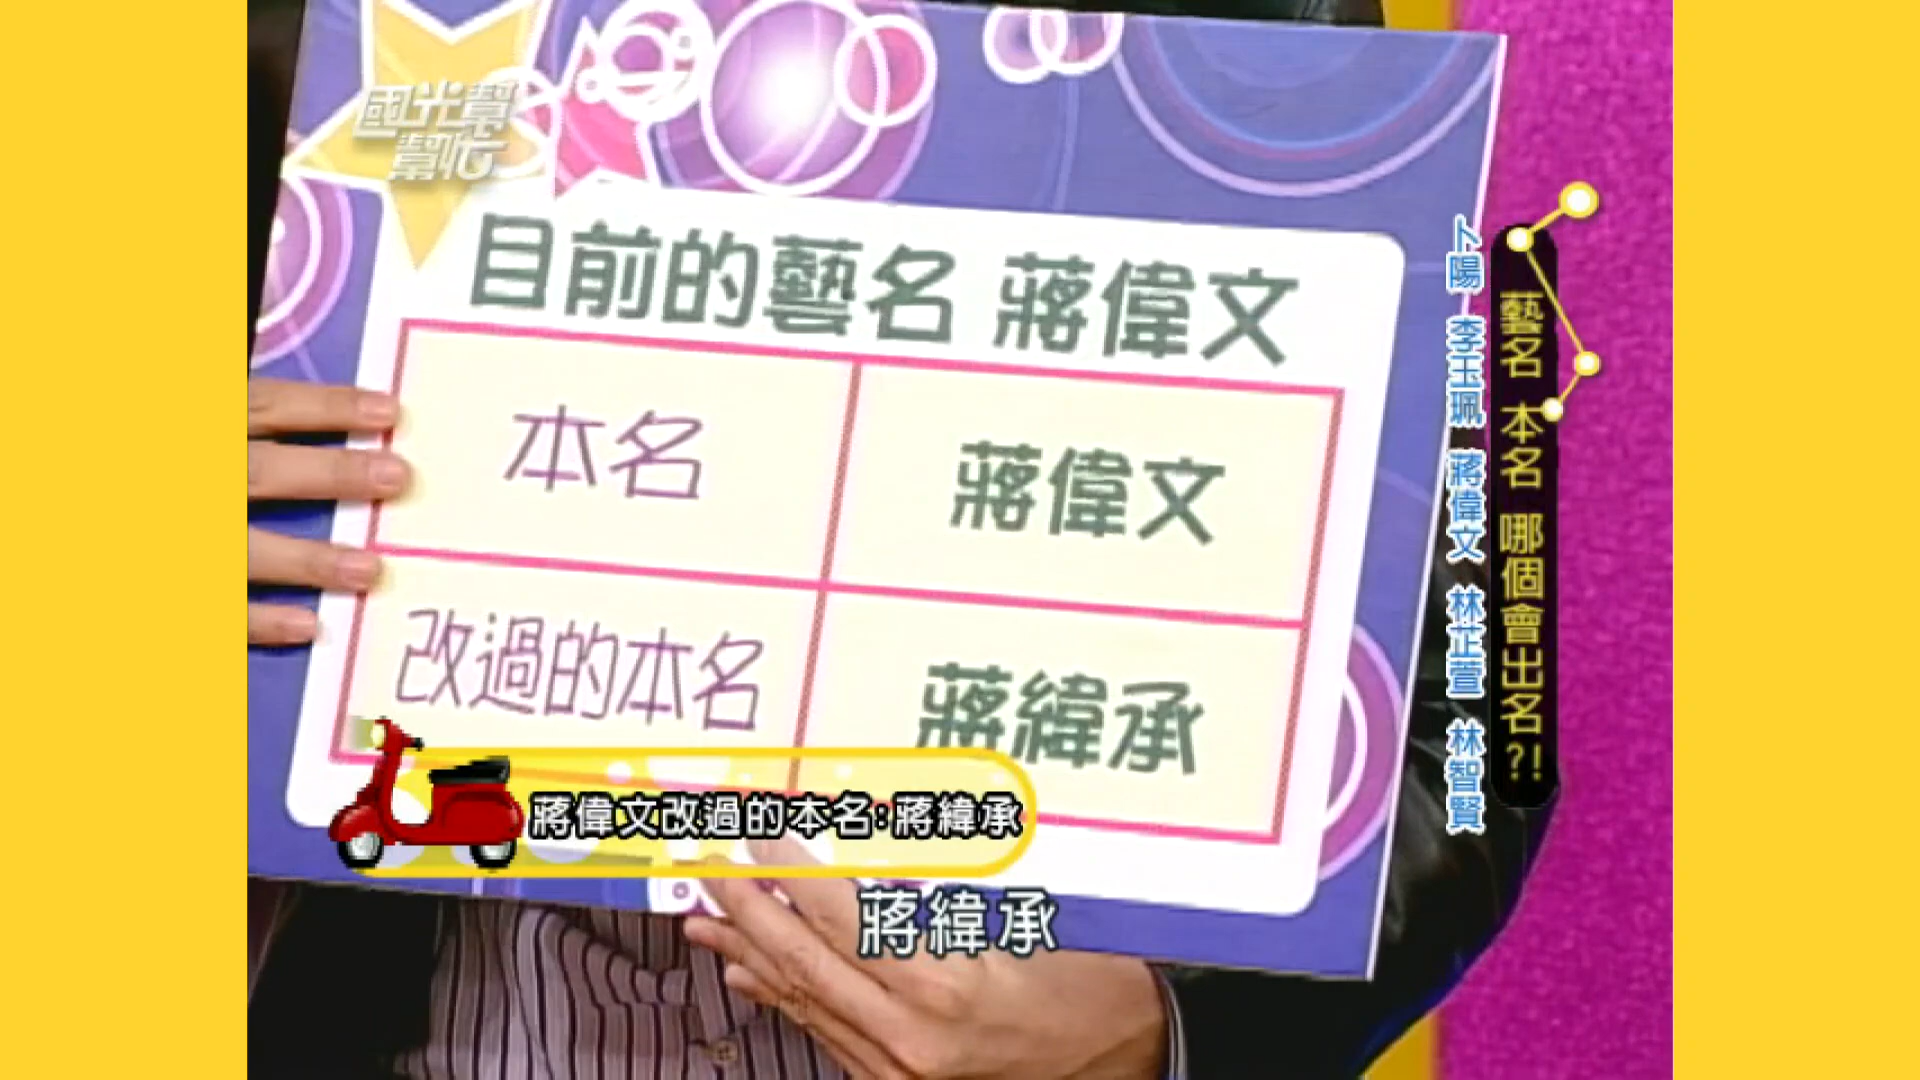 國光幫
幫忙
目前的藝名 蔣偉文
本名 蔣偉文
改過的本名 蔣緯承
蔣偉文改過的本名:蔣緯承
蔣緯承
藝名 本名 哪個會出名?!
卜陽 李玉珮 蔣偉文 林芷萱 林智賢